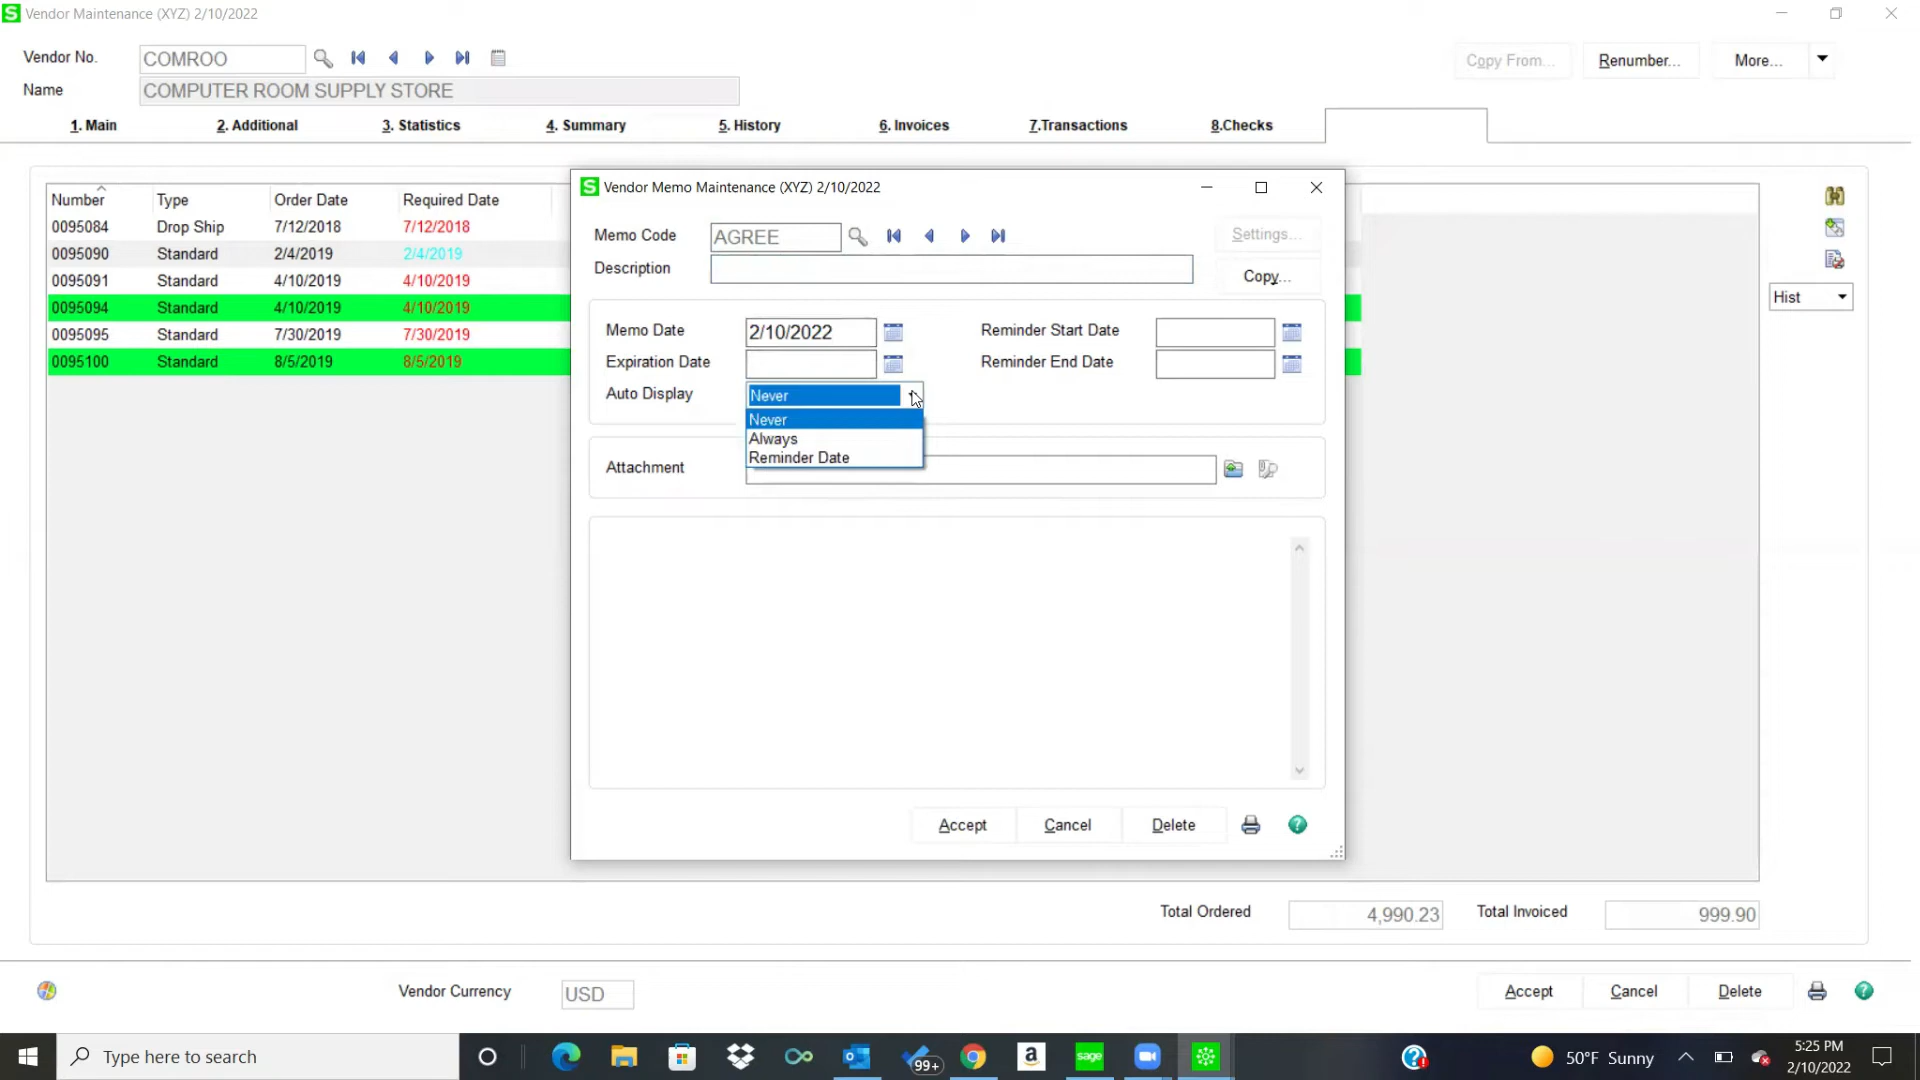 Vendor Maintenance (XYZ) 2/10/2022
Vendor No. COMROO Copy From... Renumber... More...
Name COMPUTER ROOM SUPPLY STORE
1. Main 2. Additional 3. Statistics 4. Summary 5. History 6. Invoices 7.Transactions 8.Checks
Number Type Order Date Required Date
0095084 Drop Ship 7/12/2018 7/12/2018
0095090 Standard 2/4/2019 2/4/2019
0095091 Standard 4/10/2019 4/10/2019
0095094 Standard 4/10/2019 4/10/2019
0095095 Standard 7/30/2019 7/30/2019
0095100 Standard 8/5/2019 8/5/2019
Hist
Vendor Memo Maintenance (XYZ) 2/10/2022
Memo Code AGREE Settings...
Description Copy...
Memo Date 2/10/2022 Reminder Start Date
Expiration Date Reminder End Date
Auto Display Never
Never
Always
Reminder Date
Attachment
Accept Cancel Delete
Total Ordered 4,990.23 Total Invoiced 999.90
Vendor Currency USD Accept Cancel Delete
Type here to search 99+ sage 50°F Sunny 5:25 PM
2/10/2022